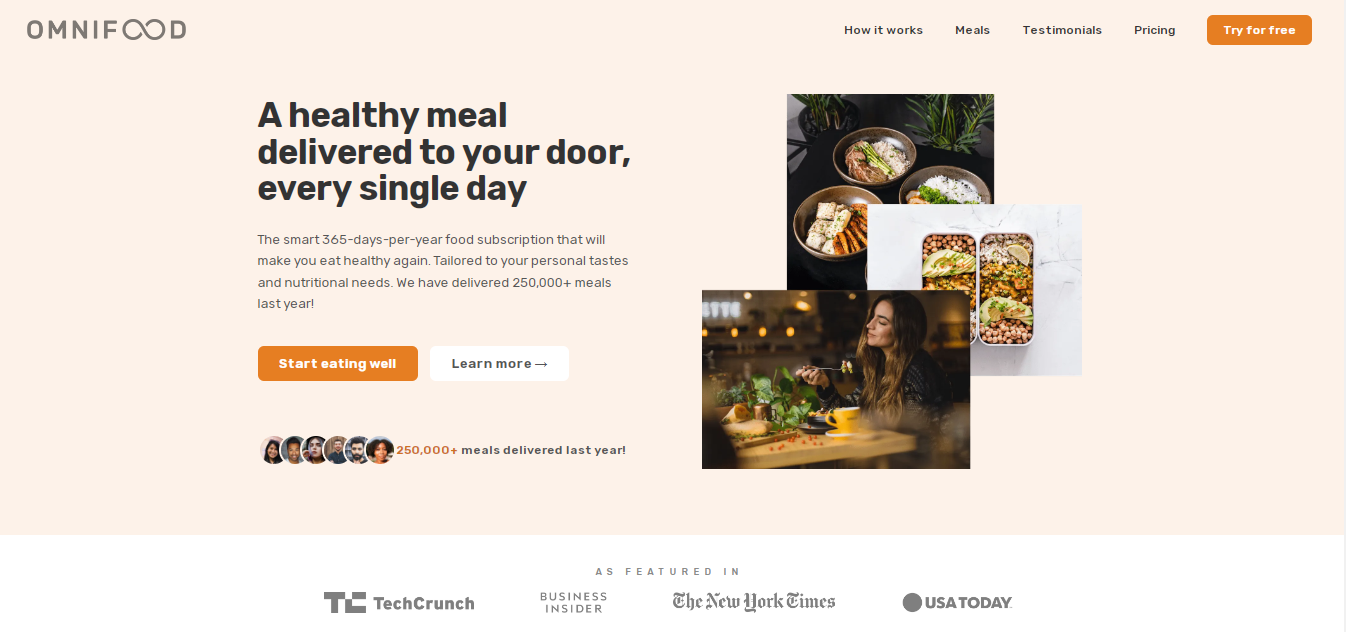 OMNIFOOD
How it works
Meals
Testimonials
Pricing
Try for free
A healthy meal
delivered to your door,
every single day
The smart 365-days-per-year food subscription that will
make you eat healthy again. Tailored to your personal tastes
and nutritional needs. We have delivered 250,000+ meals
last year!
Start eating well
Learn more →
250,000+ meals delivered last year!
AS FEATURED IN
TC TechCrunch
BUSINESS
INSIDER
The New York Times
USA TODAY